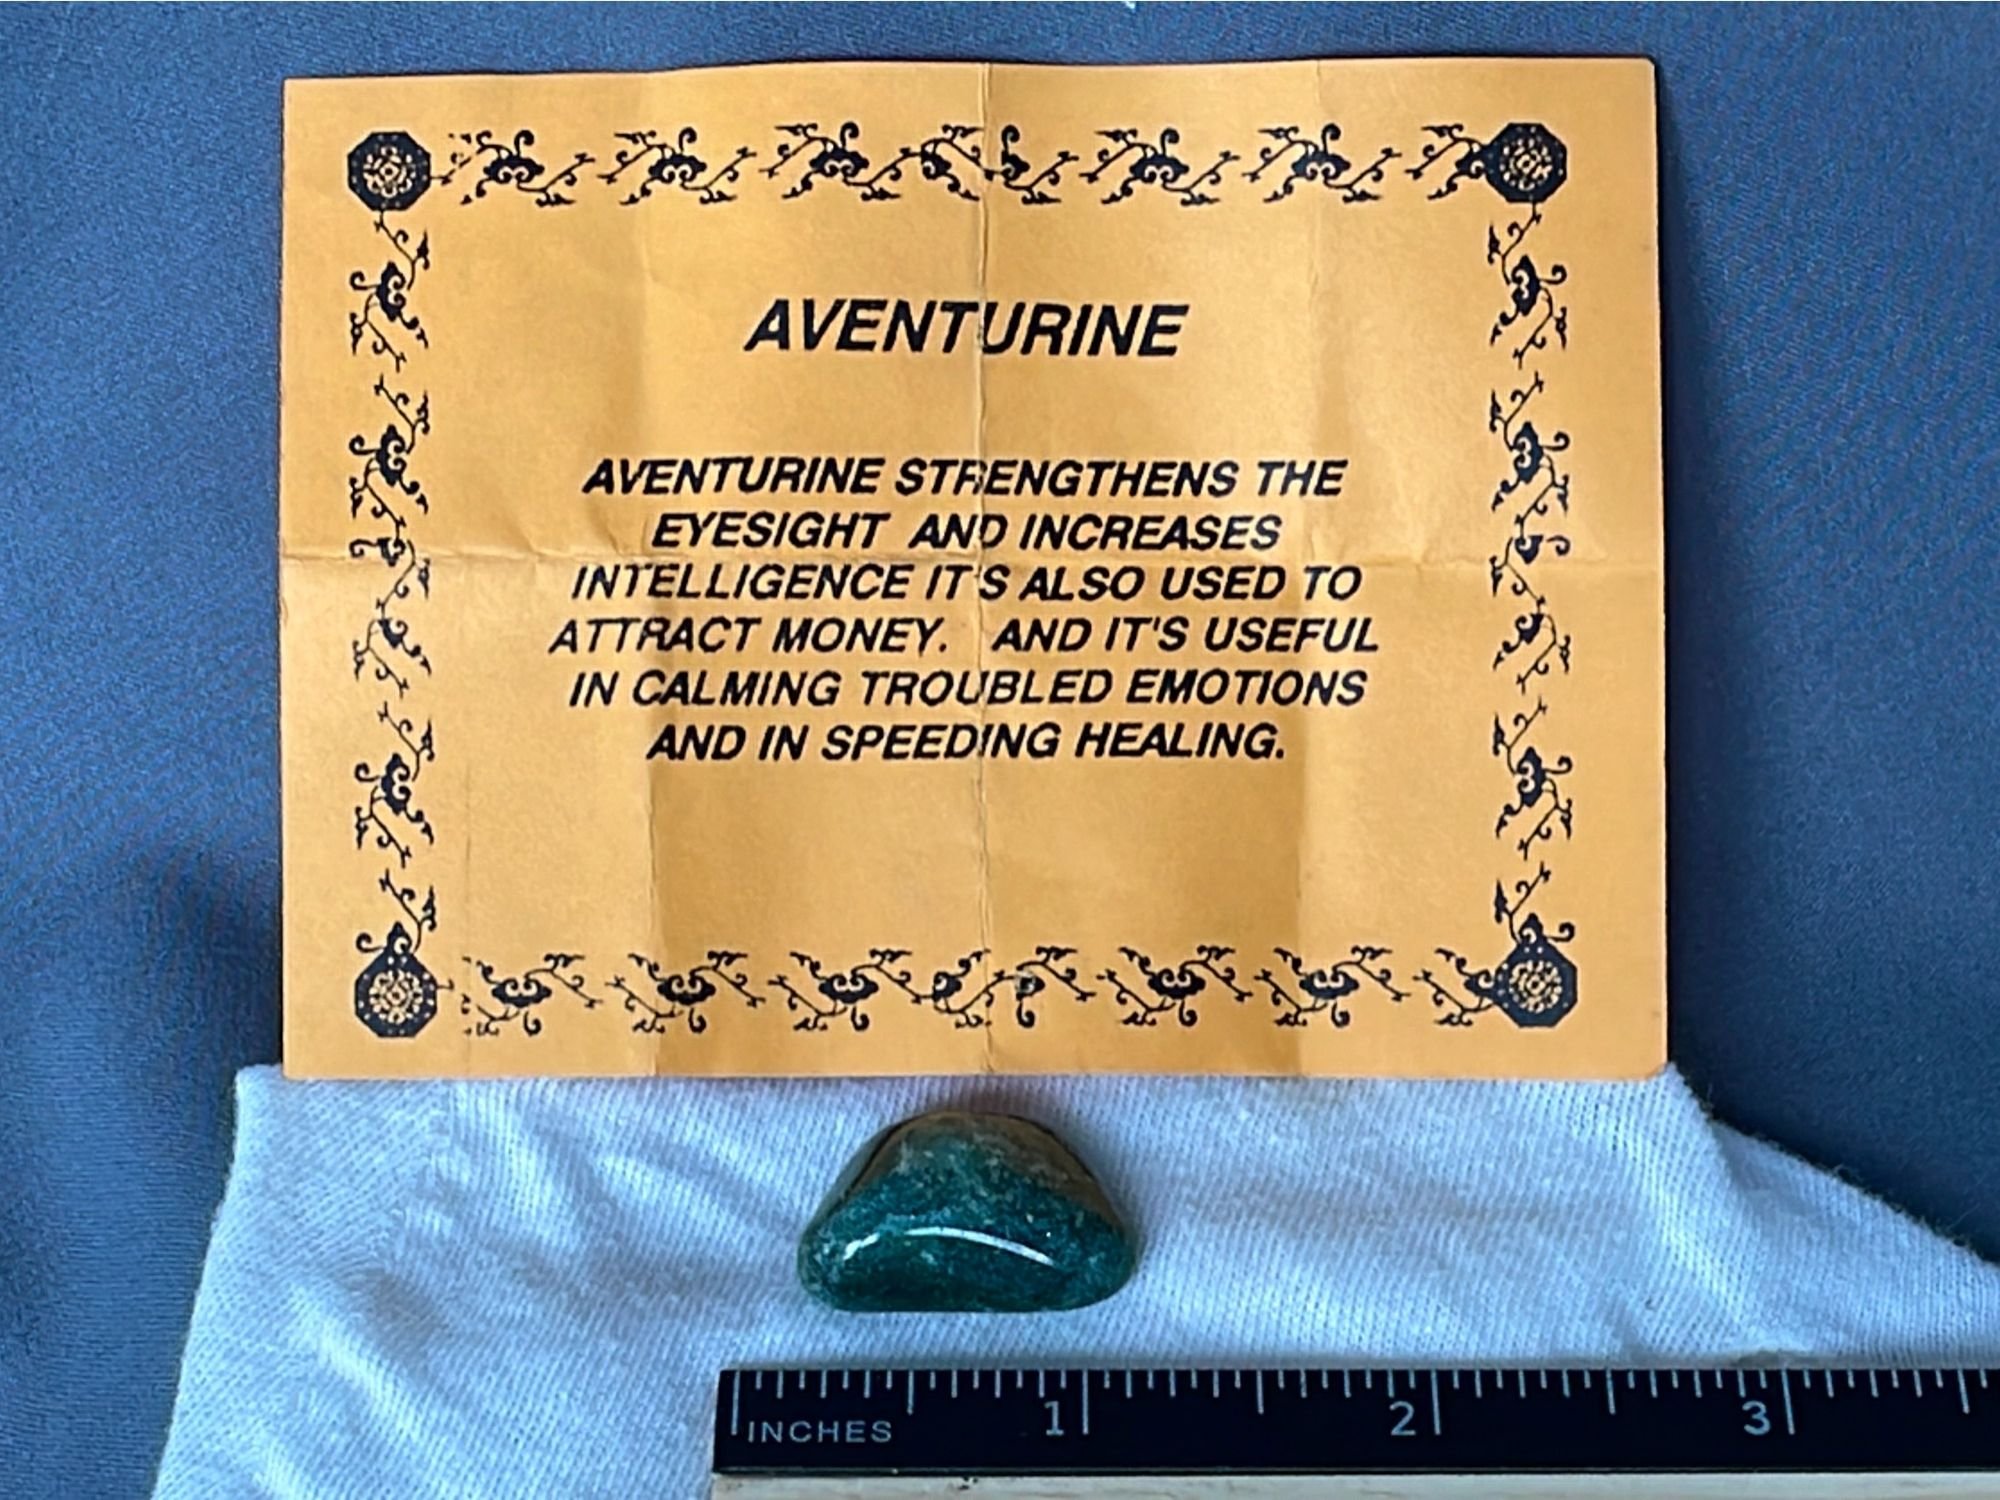 AVENTURINE
AVENTURINE STRENGTHENS THE
EYESIGHT AND INCREASES
INTELLIGENCE IT'S ALSO USED TO
ATTRACT MONEY. AND IT'S USEFUL
IN CALMING TROUBLED EMOTIONS
AND IN SPEEDING HEALING.
1 2 3
INCHES